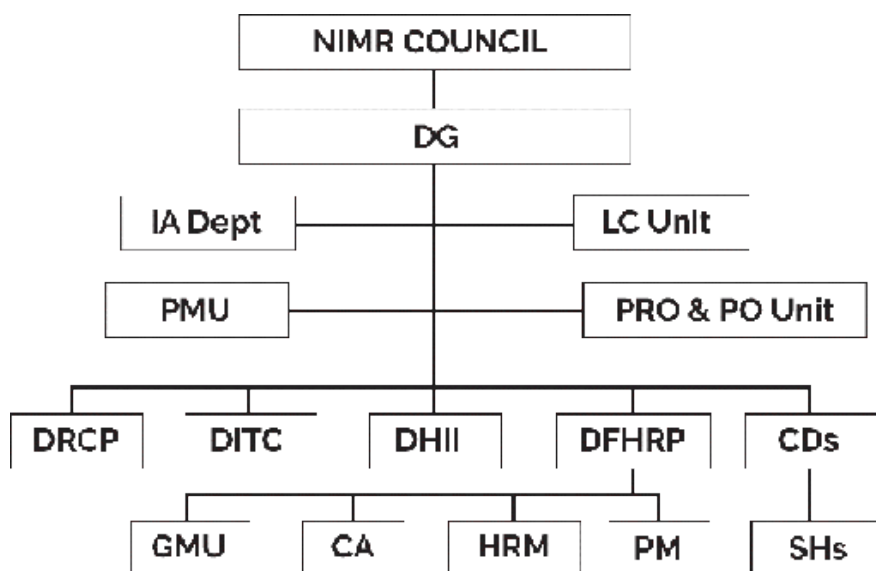 NIMR COUNCIL
DG
IA Dept
LC Unit
PMU
PRO & PO Unit
DRCP
DITC
DHII
DFHRP
CDs
GMU
CA
HRM
PM
SHs